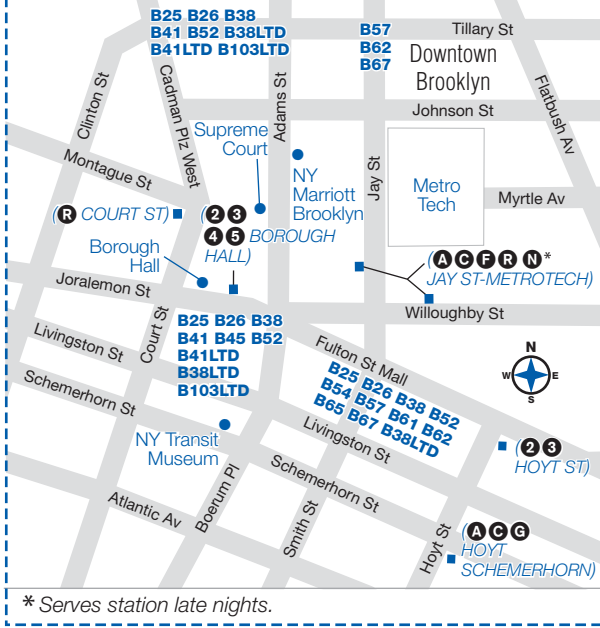 B25 B26 B38
B41 B52 B38LTD
B41LTD B103LTD
B57
B62
B67
Tillary St
Downtown
Brooklyn
Johnson St
Flatbush Av
Clinton St
Cadman Plz West
Adams St
Jay St
Montague St
Supreme
Court
NY
Marriott
Brooklyn
Metro
Tech
Myrtle Av
(R COURT ST)
(2 3
4 5 BOROUGH
HALL)
Borough
Hall
(A C F R N*
JAY ST-METROTECH)
Joralemon St
Willoughby St
Court St
B25 B26 B38
B41 B45 B52
B41LTD
B38LTD
B103LTD
Livingston St
Schemerhorn St
Fulton St Mall
B25 B26 B38 B52
B54 B57 B61 B62
B65 B67 B38LTD
N
W E
S
NY Transit
Museum
Livingston St
Schemerhorn St
(2 3
HOYT ST)
Atlantic Av
Boerum Pl
Smith St
Hoyt St
(A C G
HOYT
SCHEMERHORN)
* Serves station late nights.